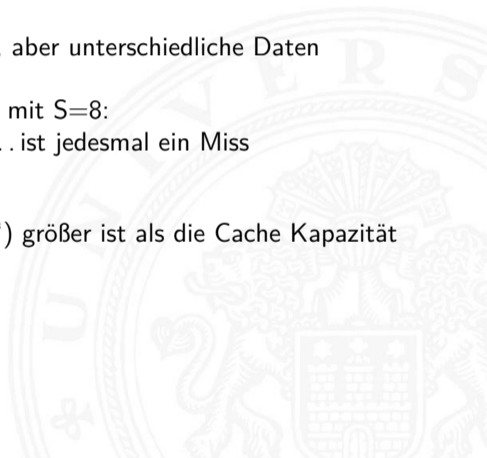 . aber unterschiedliche Daten
mit S=8:
. . ist jedesmal ein Miss
) größer ist als die Cache Kapazität
U N I V E R S